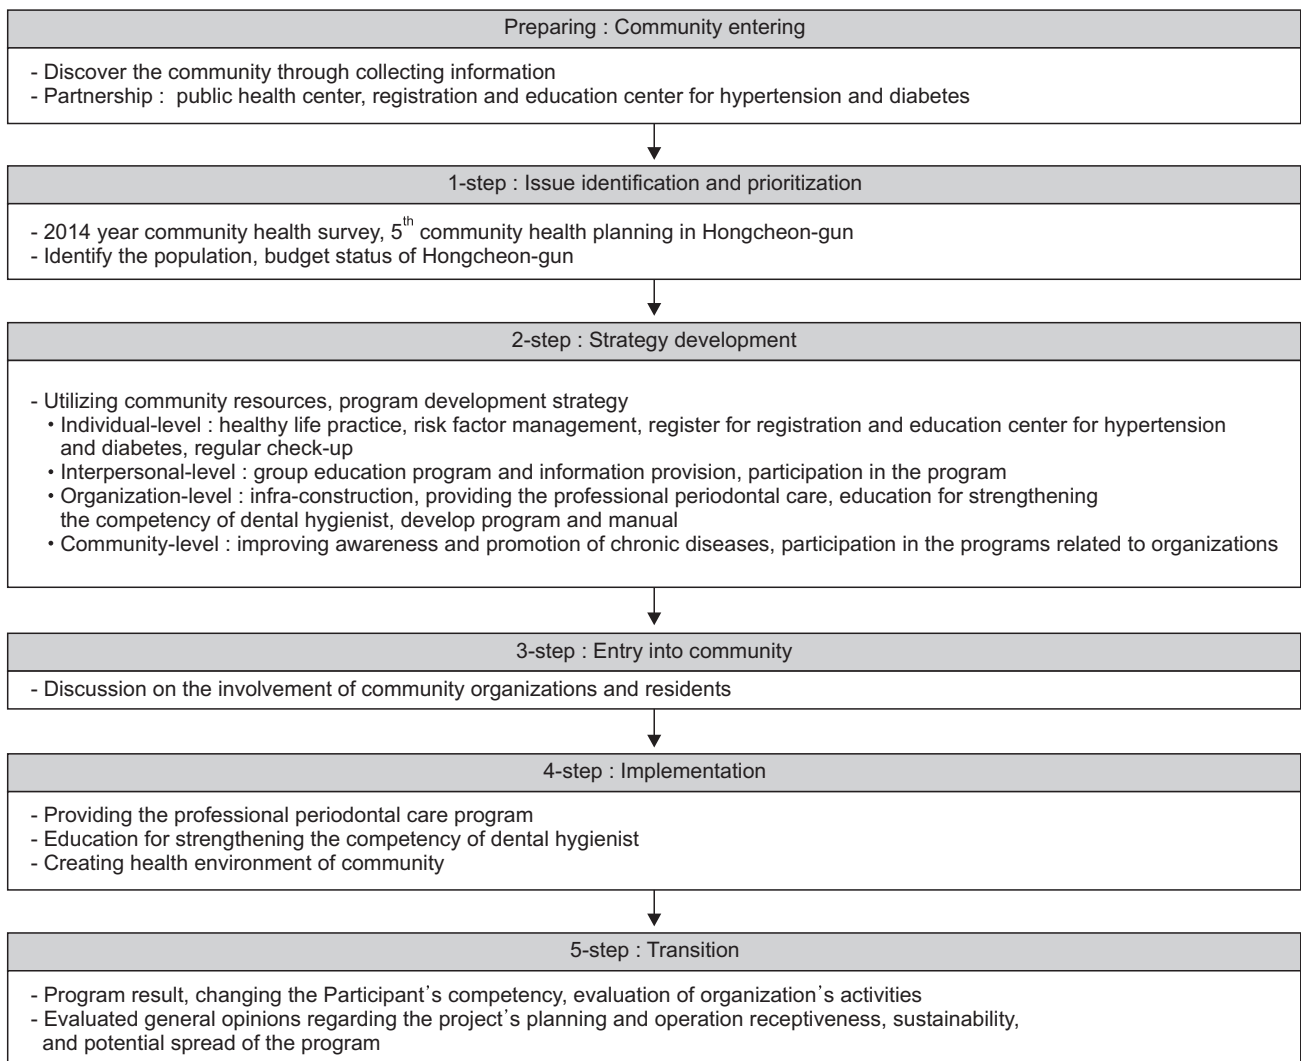 Preparing : Community entering
- Discover the community through collecting information
- Partnership : public health center, registration and education center for hypertension and diabetes
1-step : Issue identification and prioritization
- 2014 year community health survey, 5th community health planning in Hongcheon-gun
- Identify the population, budget status of Hongcheon-gun
2-step : Strategy development
- Utilizing community resources, program development strategy
• Individual-level : healthy life practice, risk factor management, register for registration and education center for hypertension
and diabetes, regular check-up
• Interpersonal-level : group education program and information provision, participation in the program
• Organization-level : infra-construction, providing the professional periodontal care, education for strengthening
the competency of dental hygienist, develop program and manual
• Community-level : improving awareness and promotion of chronic diseases, participation in the programs related to organizations
3-step : Entry into community
- Discussion on the involvement of community organizations and residents
4-step : Implementation
- Providing the professional periodontal care program
- Education for strengthening the competency of dental hygienist
- Creating health environment of community
5-step : Transition
- Program result, changing the Participant's competency, evaluation of organization's activities
- Evaluated general opinions regarding the project's planning and operation receptiveness, sustainability,
and potential spread of the program